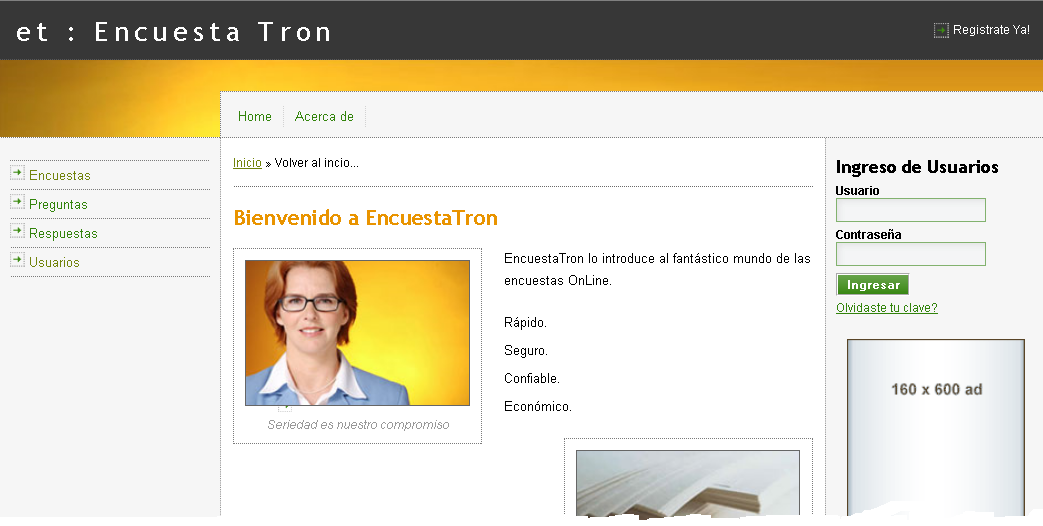 et : Encuesta Tron
Registrate Ya!
Home
Acerca de
Encuestas
Preguntas
Respuestas
Usuarios
Inicio » Volver al incio...
Bienvenido a EncuestaTron
Seriedad es nuestro compromiso
EncuestaTron lo introduce al fantástico mundo de las
encuestas OnLine.
Rápido.
Seguro.
Confiable.
Económico.
Ingreso de Usuarios
Usuario
Contraseña
Ingresar
Olvidaste tu clave?
160 x 600 ad